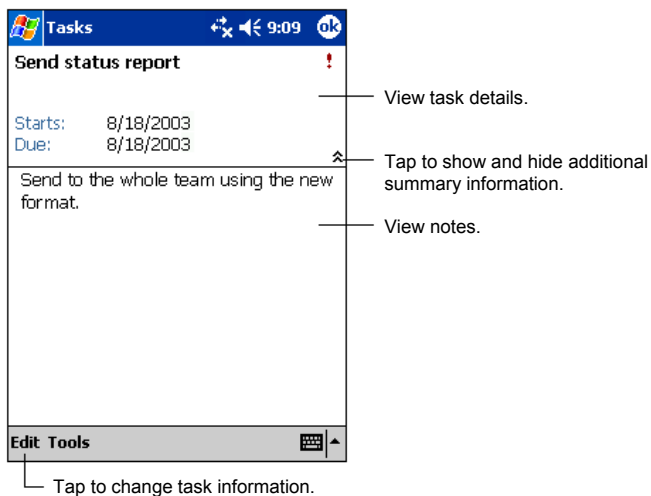 Tasks 9:09 ok
Send status report !
View task details.
Starts: 8/18/2003
Due: 8/18/2003
Tap to show and hide additional
summary information.
Send to the whole team using the new
format.
View notes.
Edit Tools
Tap to change task information.